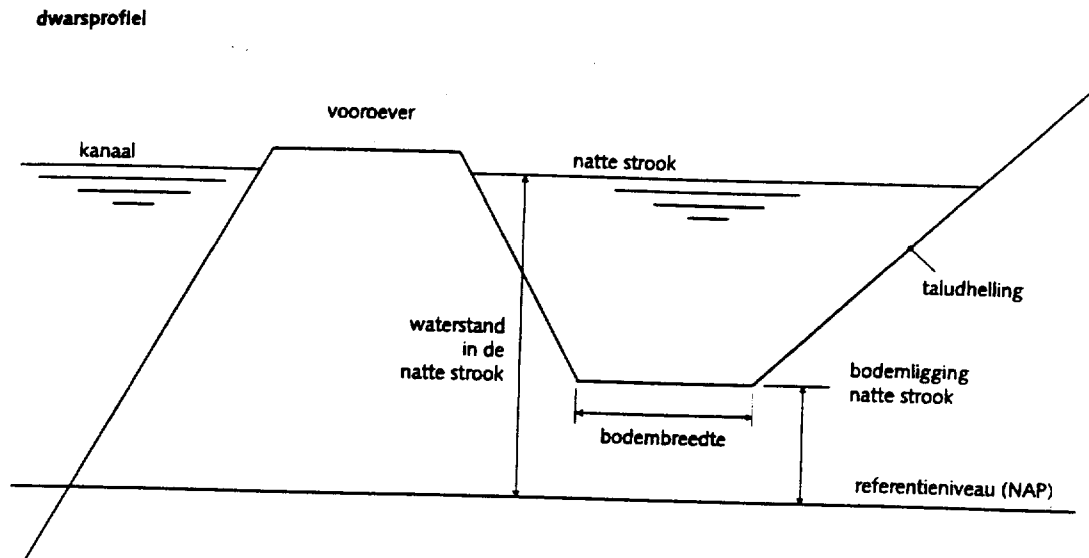 dwarsprofiel
vooroever
kanaal
natte strook
taludhelling
waterstand
in de
natte strook
bodemligging
natte strook
bodembreedte
referentieniveau (NAP)